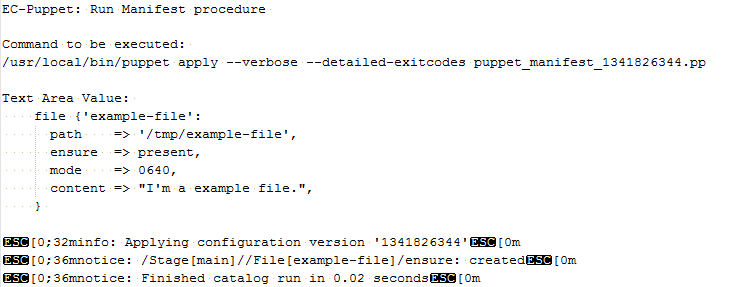 EC-Puppet: Run Manifest procedure
Command to be executed:
/usr/local/bin/puppet apply --verbose --detailed-exitcodes puppet_manifest_1341826344.pp
Text Area Value:
    file {'example-file':
      path    => '/tmp/example-file',
      ensure  => present,
      mode    => 0640,
      content => "I'm a example file.",
    }
ESC[0;32minfo: Applying configuration version '1341826344'ESC[0m
ESC[0;36mnotice: /Stage[main]//File[example-file]/ensure: createdESC[0m
ESC[0;36mnotice: Finished catalog run in 0.02 secondsESC[0m